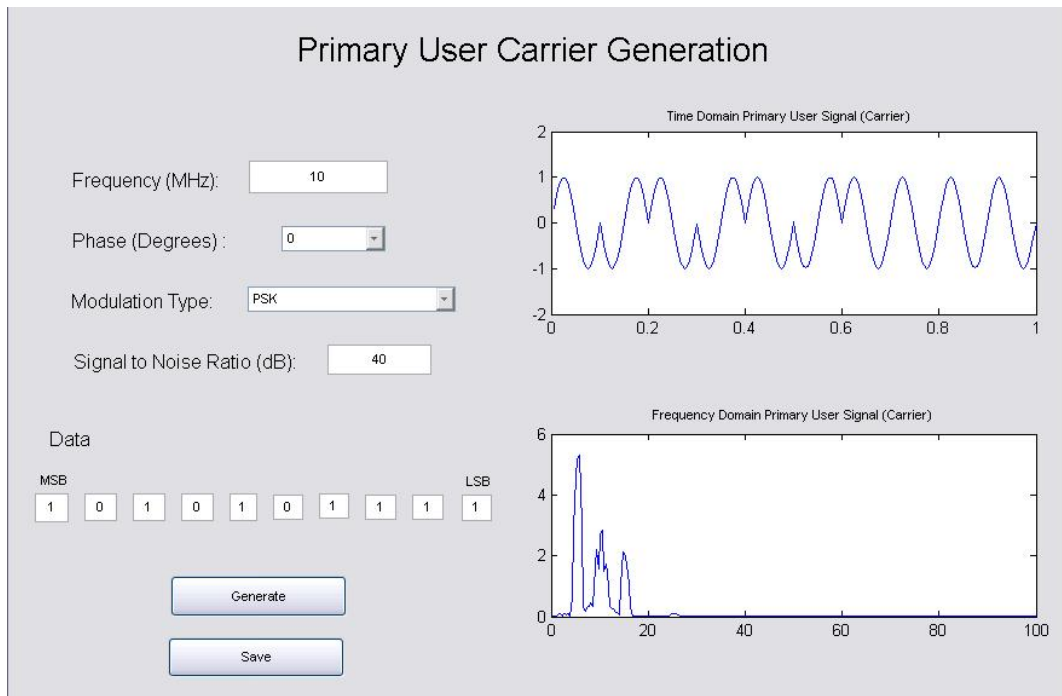 Primary User Carrier Generation
Frequency (MHz): 10
Phase (Degrees) : 0
Modulation Type: PSK
Signal to Noise Ratio (dB): 40
Data
MSB LSB
1 0 1 0 1 0 1 1 1 1
Generate
Save
Time Domain Primary User Signal (Carrier)
2
1
0
-1
-2
0 0.2 0.4 0.6 0.8 1
Frequency Domain Primary User Signal (Carrier)
6
4
2
0
0 20 40 60 80 100